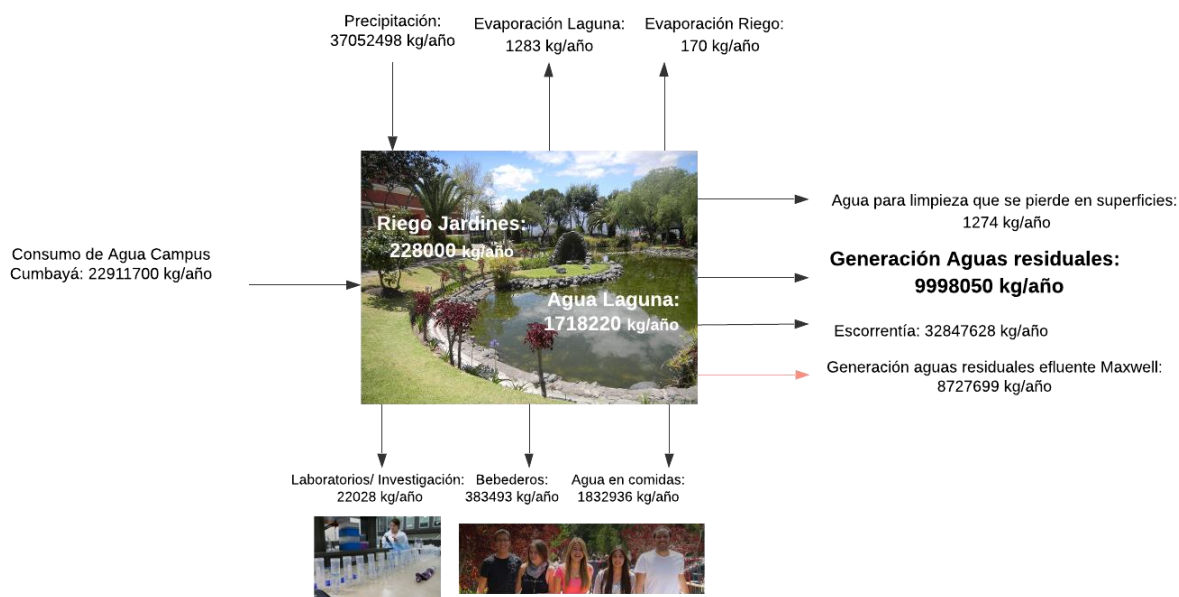 Precipitación:
37052498 kg/año
Evaporación Laguna:
1283 kg/año
Evaporación Riego:
170 kg/año
Consumo de Agua Campus
Cumbayá: 22911700 kg/año
Riego Jardines:
228000 kg/año
Agua Laguna:
1718220 kg/año
Agua para limpieza que se pierde en superficies:
1274 kg/año
Generación Aguas residuales:
9998050 kg/año
Escorrentía: 32847628 kg/año
Generación aguas residuales efluente Maxwell:
8727699 kg/año
Laboratorios/ Investigación:
22028 kg/año
Bebederos:
383493 kg/año
Agua en comidas:
1832936 kg/año